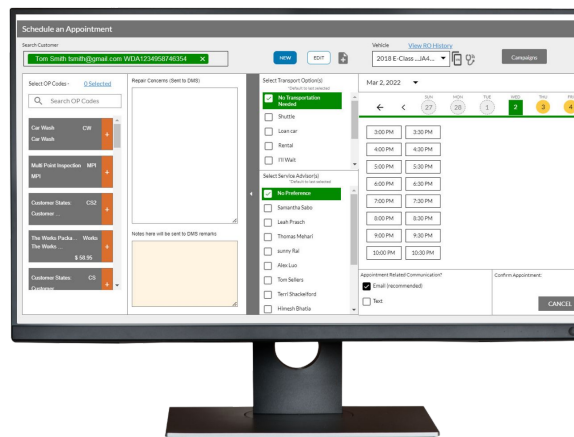 Schedule an Appointment
Search Customer
Tom Smith tsmith@gmail.com WDA1234958746354 X
NEW
EDIT
Vehicle View RO History
2018 E-Class ...JA4...
Campaigns
Select OP Codes - 0 Selected
Search OP Codes
Car Wash CW
Car Wash
Multi Point Inspection MPI
MPI
Customer States: CS2
Customer ...
The Works Packa... Works
The Works ...
$ 58.95
Customer States: CS
Customer
Repair Concerns (Sent to DMS)
Notes here will be sent to DMS remarks
Select Transport Option(s)
*Default to last selected
No Transportation
Needed
Shuttle
Loan car
Rental
I'll Wait
Select Service Advisor(s)
*Default to last selected
No Preference
Samantha Sabo
Leah Prasch
Thomas Mehari
sunny Rai
Alex Luo
Tom Sellers
Terri Shackelford
Himesh Bhatia
Mar 2, 2022
SUN MON TUE WED THU FRI
27 28 1 2 3 4
3:00 PM 3:30 PM
4:00 PM 4:30 PM
5:00 PM 5:30 PM
6:00 PM 6:30 PM
7:00 PM 7:30 PM
8:00 PM 8:30 PM
9:00 PM 9:30 PM
10:00 PM 10:30 PM
Appointment Related Communication?
Email (recommended)
Text
Confirm Appointment:
CANCEL